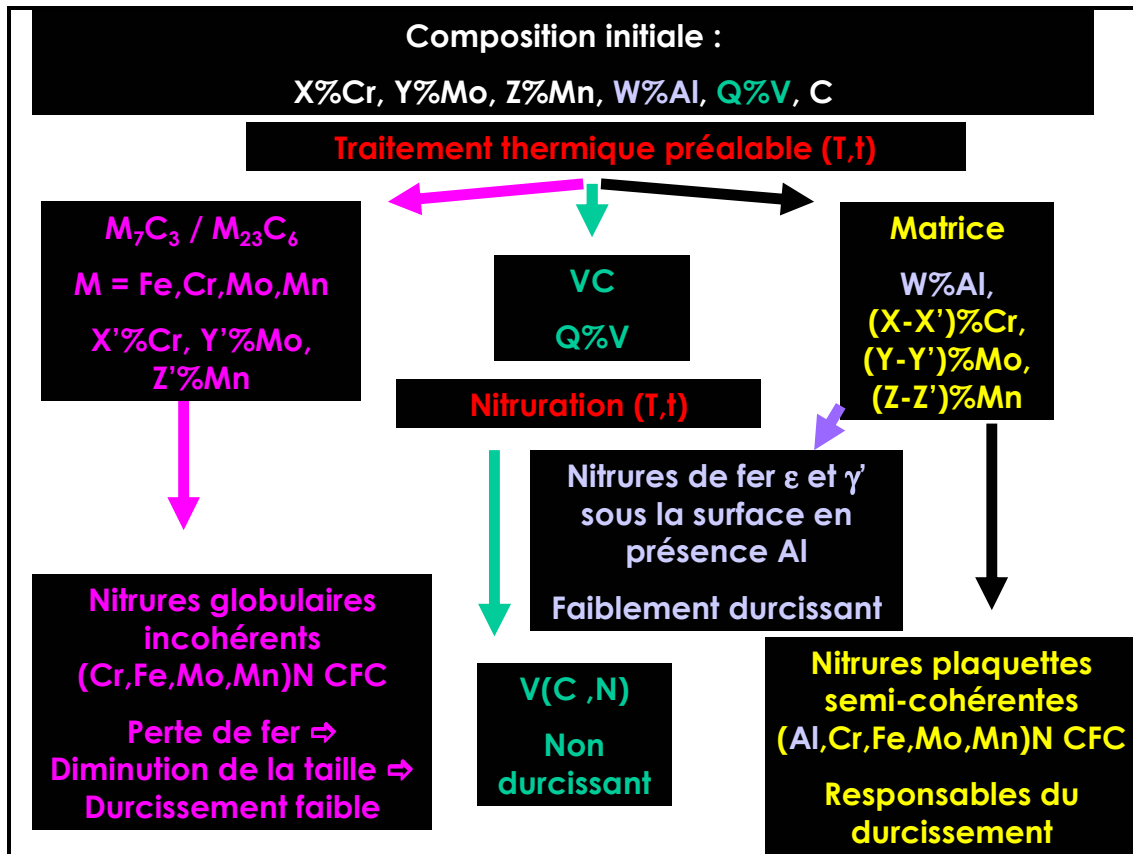 Composition initiale :
X%Cr, Y%Mo, Z%Mn, W%Al, Q%V, C
Traitement thermique préalable (T,t)
M₇C₃ / M₂₃C₆
M = Fe,Cr,Mo,Mn
X’%Cr, Y’%Mo,
Z’%Mn
VC
Q%V
Matrice
W%Al,
(X-X’)%Cr,
(Y-Y’)%Mo,
(Z-Z’)%Mn
Nitruration (T,t)
Nitrures de fer ε et γ’
sous la surface en
présence Al
Faiblement durcissant
Nitrures globulaires
incohérents
(Cr,Fe,Mo,Mn)N CFC
Perte de fer ⇨
Diminution de la taille ⇨
Durcissement faible
V(C ,N)
Non
durcissant
Nitrures plaquettes
semi-cohérentes
(Al,Cr,Fe,Mo,Mn)N CFC
Responsables du
durcissement